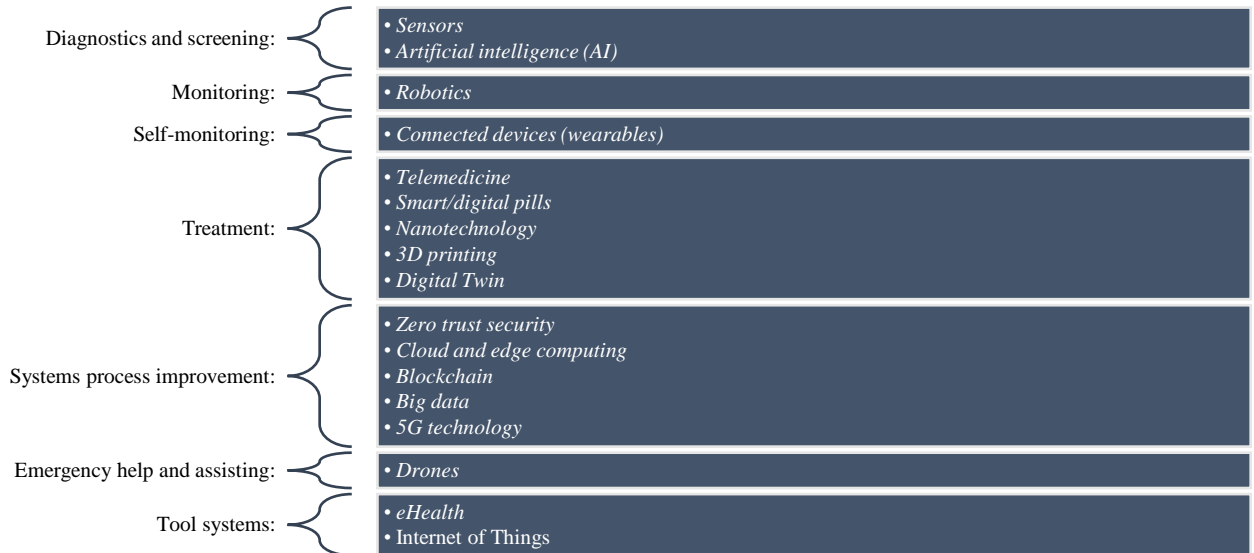 Diagnostics and screening:
• Sensors
• Artificial intelligence (AI)
Monitoring:
• Robotics
Self-monitoring:
• Connected devices (wearables)
Treatment:
• Telemedicine
• Smart/digital pills
• Nanotechnology
• 3D printing
• Digital Twin
Systems process improvement:
• Zero trust security
• Cloud and edge computing
• Blockchain
• Big data
• 5G technology
Emergency help and assisting:
• Drones
Tool systems:
• eHealth
• Internet of Things